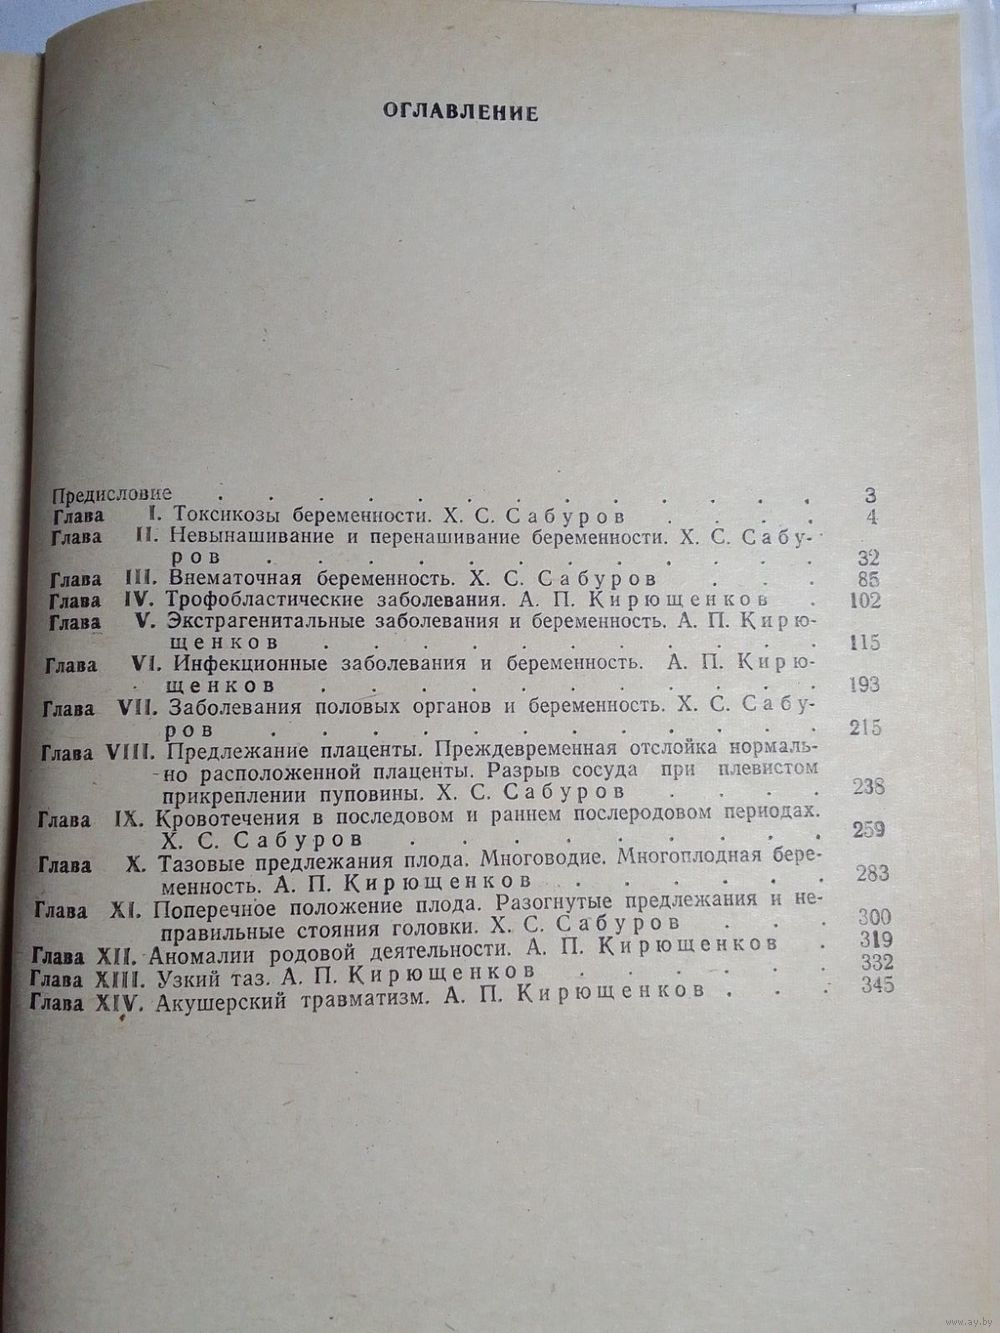 ОГЛАВЛЕНИЕ
Предисловие . . . . . . . . . . . . . 3
Глава I. Токсикозы беременности. Х. С. Сабуров . . . . 4
Глава II. Невынашивание и перенашивание беременности. Х. С. Сабу-
ров . . . . . . . . . . . . 32
Глава III. Внематочная беременность. Х. С. Сабуров . . . 85
Глава IV. Трофобластические заболевания. А. П. Кирющенков . 102
Глава V. Экстрагенитальные заболевания и беременность. А. П. Кирю-
щенков . . . . . . . . . . . 115
Глава VI. Инфекционные заболевания и беременность. А. П. Кирю-
щенков . . . . . . . . . . . 193
Глава VII. Заболевания половых органов и беременность. Х. С. Сабу-
ров . . . . . . . . . . . . 215
Глава VIII. Предлежание плаценты. Преждевременная отслойка нормаль-
но расположенной плаценты. Разрыв сосуда при плевистом
прикреплении пуповины. Х. С. Сабуров . . . . 238
Глава IX. Кровотечения в последовом и раннем послеродовом периодах.
Х. С. Сабуров . . . . . . . . . 259
Глава X. Тазовые предлежания плода. Многоводие. Многоплодная бере-
менность. А. П. Кирющенков . . . . . . 283
Глава XI. Поперечное положение плода. Разогнутые предлежания и не-
правильные стояния головки. Х. С. Сабуров . . . 300
Глава XII. Аномалии родовой деятельности. А. П. Кирющенков . 319
Глава XIII. Узкий таз. А. П. Кирющенков . . . . . . 332
Глава XIV. Акушерский травматизм. А. П. Кирющенков . . . 345
www.ay.by